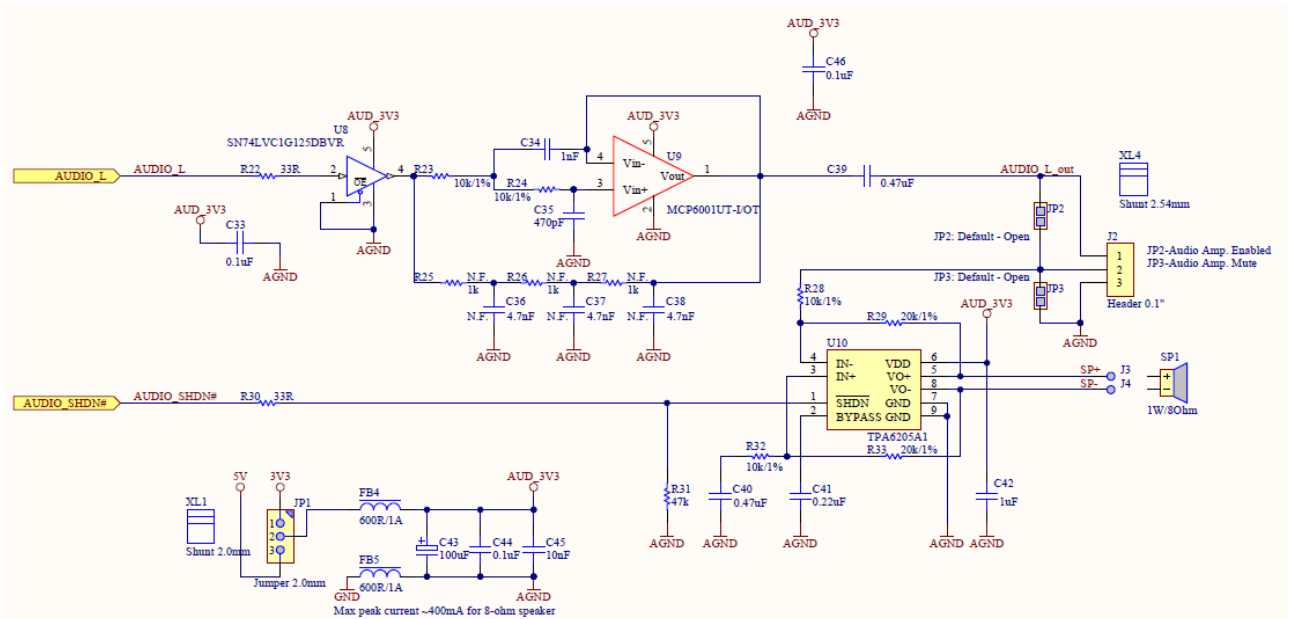 AUD_3V3
C46
0.1uF
AGND
U8
SN74LVC1G125DBVR
AUD_3V3
5
AUDIO_L
AUDIO_L
R22
33R
2
OE
4
1
3
AGND
AUD_3V3
C33
0.1uF
AGND
R23
10k/1%
C34
1nF
R24
10k/1%
C35
470pF
AGND
AUD_3V3
5
U9
4
Vin-
3
Vin+
Vout
1
2
MCP6001UT-I/OT
AGND
R25
N.F.
1k
R26
N.F.
1k
R27
N.F.
1k
C36
N.F.
4.7nF
AGND
C37
N.F.
4.7nF
AGND
C38
N.F.
4.7nF
AGND
C39
0.47uF
AUDIO_L_out
XL4
Shunt 2.54mm
JP2
JP2: Default - Open
J2
1
2
3
Header 0.1"
JP2-Audio Amp. Enabled
JP3-Audio Amp. Mute
JP3: Default - Open
JP3
AGND
R28
10k/1%
R29
20k/1%
AUD_3V3
U10
4
IN-
VDD
6
3
IN+
VO+
5
VO-
8
1
SHDN
GND
7
2
BYPASS
GND
9
TPA6205A1
SP+
J3
SP-
J4
SP1
+
-
1W/8Ohm
AUDIO_SHDN#
AUDIO_SHDN#
R30
33R
R32
10k/1%
R33
20k/1%
R31
47k
AGND
C40
0.47uF
AGND
C41
0.22uF
AGND
AGND
C42
1uF
AGND
5V
3V3
XL1
Shunt 2.0mm
JP1
1
2
3
Jumper 2.0mm
FB4
600R/1A
AUD_3V3
+
C43
100uF
C44
0.1uF
C45
10nF
FB5
600R/1A
GND
AGND
Max peak current ~400mA for 8-ohm speaker